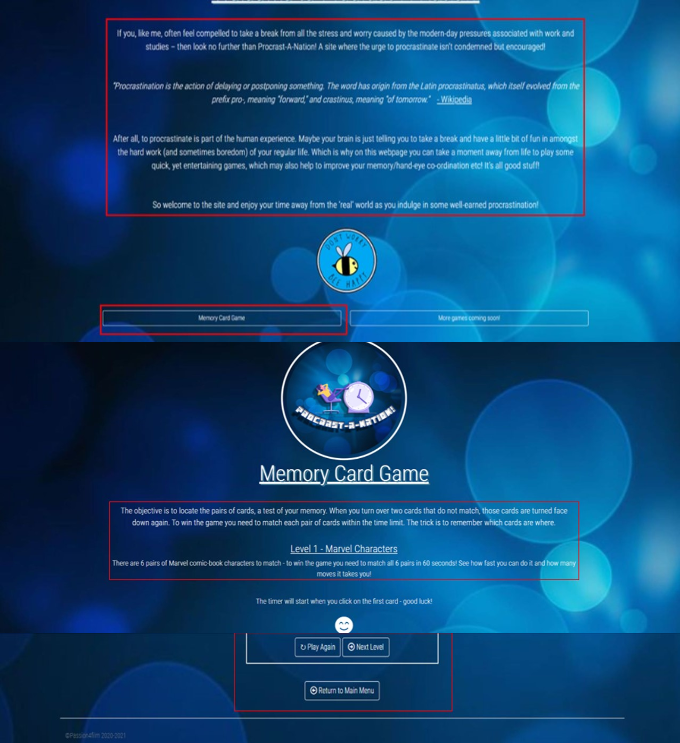 If you, like me, often feel compelled to take a break from all the stress and worry caused by the modern-day pressures associated with work and
studies – then look no further than Procrast-A-Nation! A site where the urge to procrastinate isn't condemned but encouraged!
"Procrastination is the action of delaying or postponing something. The word has origin from the Latin procrastinatus, which itself evolved from the
prefix pro-, meaning "forward," and crastinus, meaning "of tomorrow." - Wikipedia
After all, to procrastinate is part of the human experience. Maybe your brain is just telling you to take a break and have a little bit of fun in amongst
the hard work (and sometimes boredom) of your regular life. Which is why on this webpage you can take a moment away from life to play some
quick, yet entertaining games, which may also help to improve your memory/hand-eye co-ordination etc! It's all good stuff!
So welcome to the site and enjoy your time away from the 'real' world as you indulge in some well-earned procrastination!
DON'T WORRY
BEE HAPPY
Memory Card Game
More games coming soon!
PROCRAST-A-NATION!
Memory Card Game
The objective is to locate the pairs of cards, a test of your memory. When you turn over two cards that do not match, those cards are turned face
down again. To win the game you need to match each pair of cards within the time limit. The trick is to remember which cards are where.
Level 1 - Marvel Characters
There are 6 pairs of Marvel comic-book characters to match - to win the game you need to match all 6 pairs in 60 seconds! See how fast you can do it and how many
moves it takes you!
The timer will start when you click on the first card - good luck!
Play Again
Next Level
Return to Main Menu
2020-2021